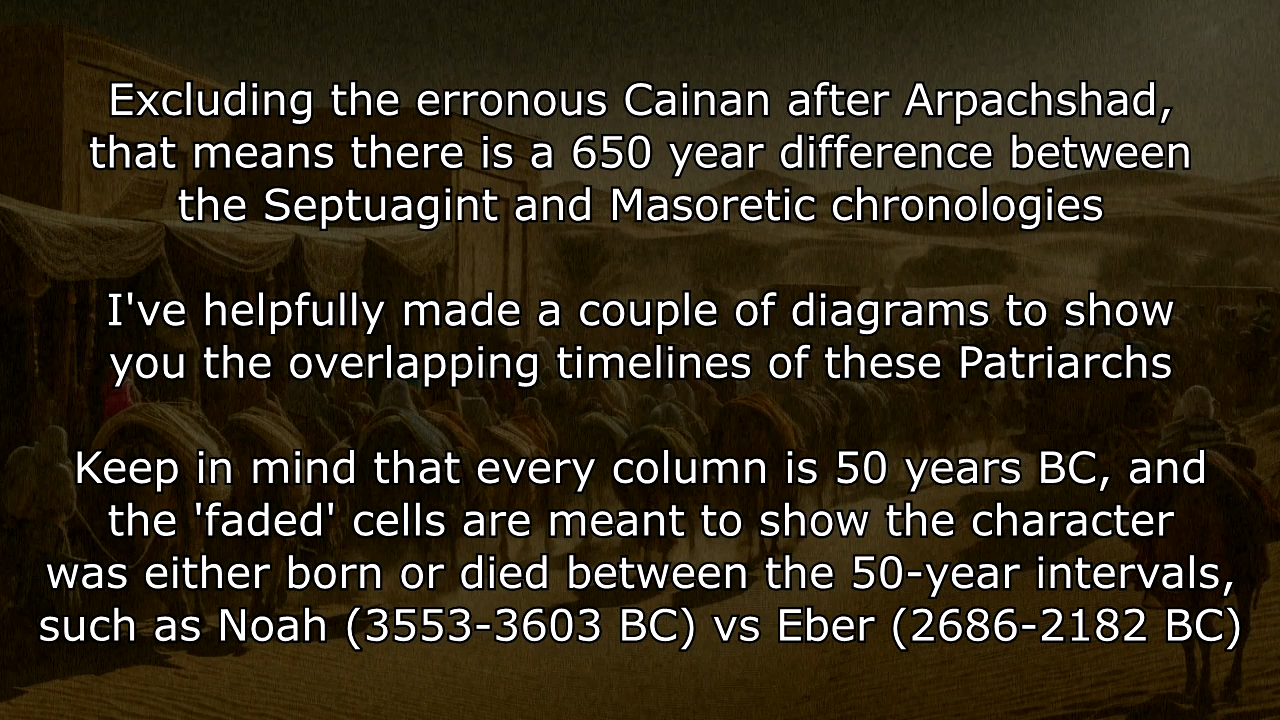 Excluding the erronous Cainan after Arpachshad,
that means there is a 650 year difference between
the Septuagint and Masoretic chronologies
I've helpfully made a couple of diagrams to show
you the overlapping timelines of these Patriarchs
Keep in mind that every column is 50 years BC, and
the 'faded' cells are meant to show the character
was either born or died between the 50-year intervals,
such as Noah (3553-3603 BC) vs Eber (2686-2182 BC)